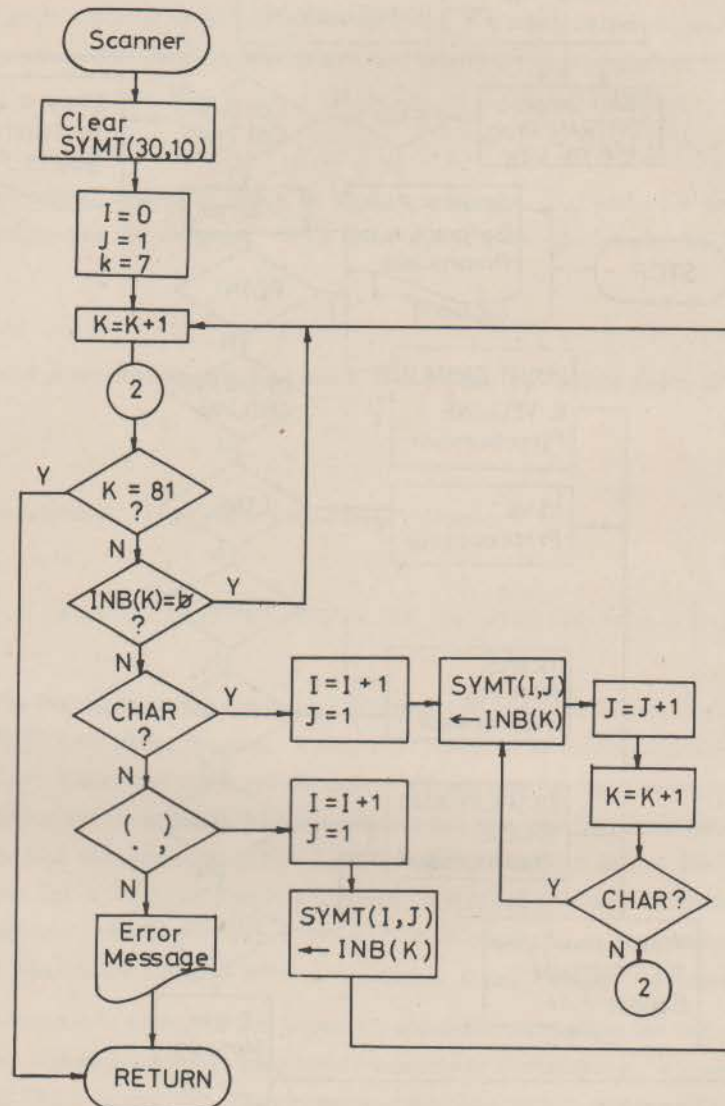 Scanner
Clear
SYMT(30,10)
I = 0
J = 1
k = 7
K=K+1
2
Y
K = 81
?
N
INB(K)=b̸
?
Y
N
CHAR
?
Y
I = I + 1
J = 1
SYMT(I,J)
← INB(K)
J=J+1
K=K+1
CHAR?
Y
N
2
N
( )
. ,
I = I + 1
J = 1
SYMT(I,J)
← INB(K)
N
Error
Message
RETURN